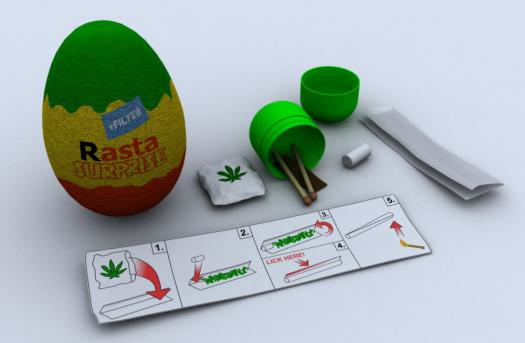 +FILTER
Rasta
SURPRISE
1.
2.
3.
4.
LICK HERE!
5.